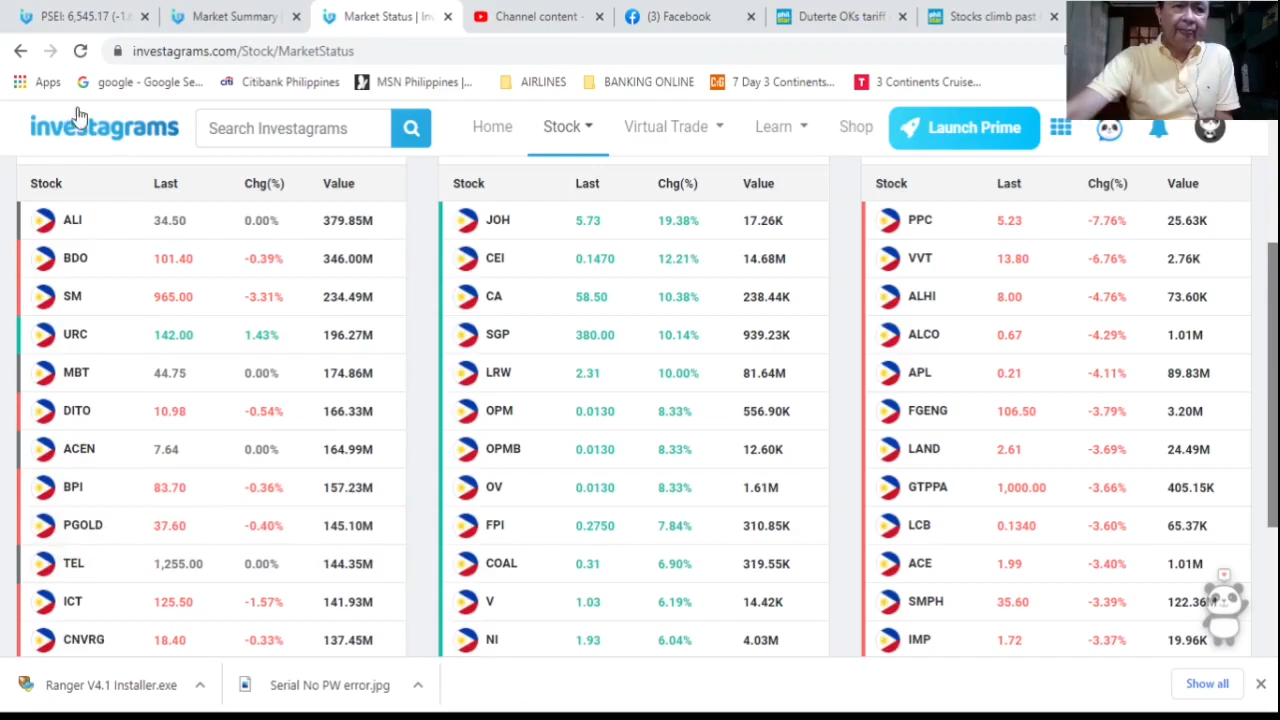 PSEI: 6,545.17 (-1.
Market Summary
Market Status | Inv
Channel content -
(3) Facebook
Duterte OKs tariff
Stocks climb past
investagrams.com/Stock/MarketStatus
Apps
google - Google Se...
Citibank Philippines
MSN Philippines |...
AIRLINES
BANKING ONLINE
7 Day 3 Continents...
3 Continents Cruise...
investagrams
Search Investagrams
Home
Stock
Virtual Trade
Learn
Shop
Launch Prime
Stock Last Chg(%) Value
ALI 34.50 0.00% 379.85M
BDO 101.40 -0.39% 346.00M
SM 965.00 -3.31% 234.49M
URC 142.00 1.43% 196.27M
MBT 44.75 0.00% 174.86M
DITO 10.98 -0.54% 166.33M
ACEN 7.64 0.00% 164.99M
BPI 83.70 -0.36% 157.23M
PGOLD 37.60 -0.40% 145.10M
TEL 1,255.00 0.00% 144.35M
ICT 125.50 -1.57% 141.93M
CNVRG 18.40 -0.33% 137.45M
Stock Last Chg(%) Value
JOH 5.73 19.38% 17.26K
CEI 0.1470 12.21% 14.68M
CA 58.50 10.38% 238.44K
SGP 380.00 10.14% 939.23K
LRW 2.31 10.00% 81.64M
OPM 0.0130 8.33% 556.90K
OPMB 0.0130 8.33% 12.60K
OV 0.0130 8.33% 1.61M
FPI 0.2750 7.84% 310.85K
COAL 0.31 6.90% 319.55K
V 1.03 6.19% 14.42K
NI 1.93 6.04% 4.03M
Stock Last Chg(%) Value
PPC 5.23 -7.76% 25.63K
VVT 13.80 -6.76% 2.76K
ALHI 8.00 -4.76% 73.60K
ALCO 0.67 -4.29% 1.01M
APL 0.21 -4.11% 89.83M
FGENG 106.50 -3.79% 3.20M
LAND 2.61 -3.69% 24.49M
GTPPA 1,000.00 -3.66% 405.15K
LCB 0.1340 -3.60% 65.37K
ACE 1.99 -3.40% 1.01M
SMPH 35.60 -3.39% 122.36M
IMP 1.72 -3.37% 19.96K
Ranger V4.1 Installer.exe
Serial No PW error.jpg
Show all